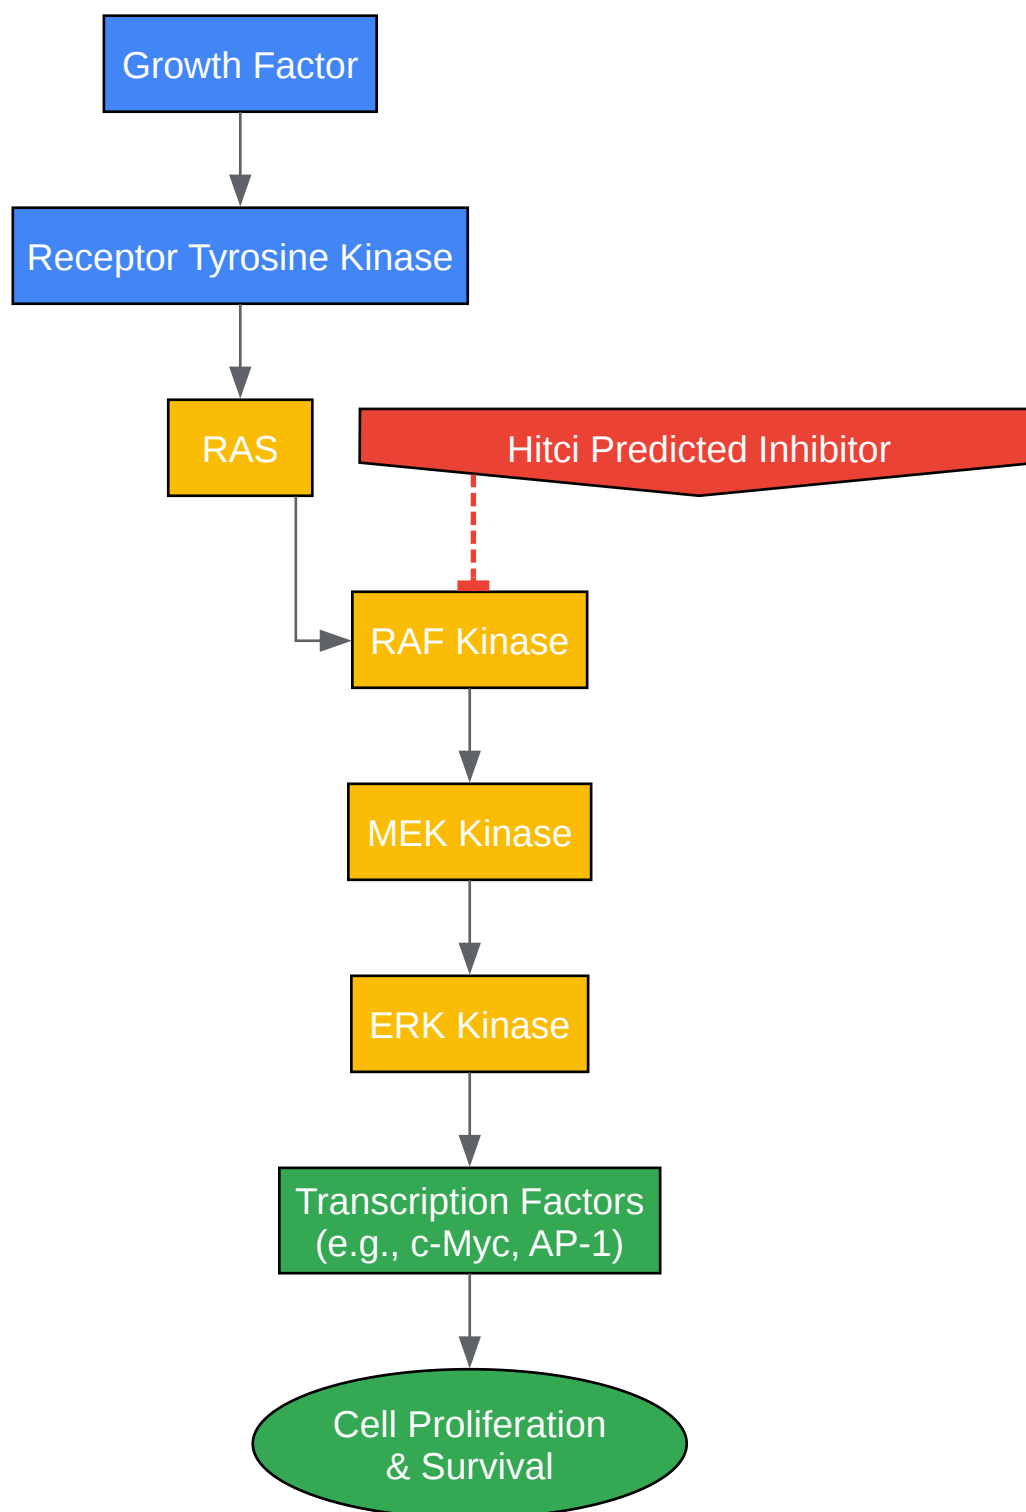 Growth Factor
Receptor Tyrosine Kinase
RAS
Hitci Predicted Inhibitor
RAF Kinase
MEK Kinase
ERK Kinase
Transcription Factors
(e.g., c-Myc, AP-1)
Cell Proliferation
& Survival